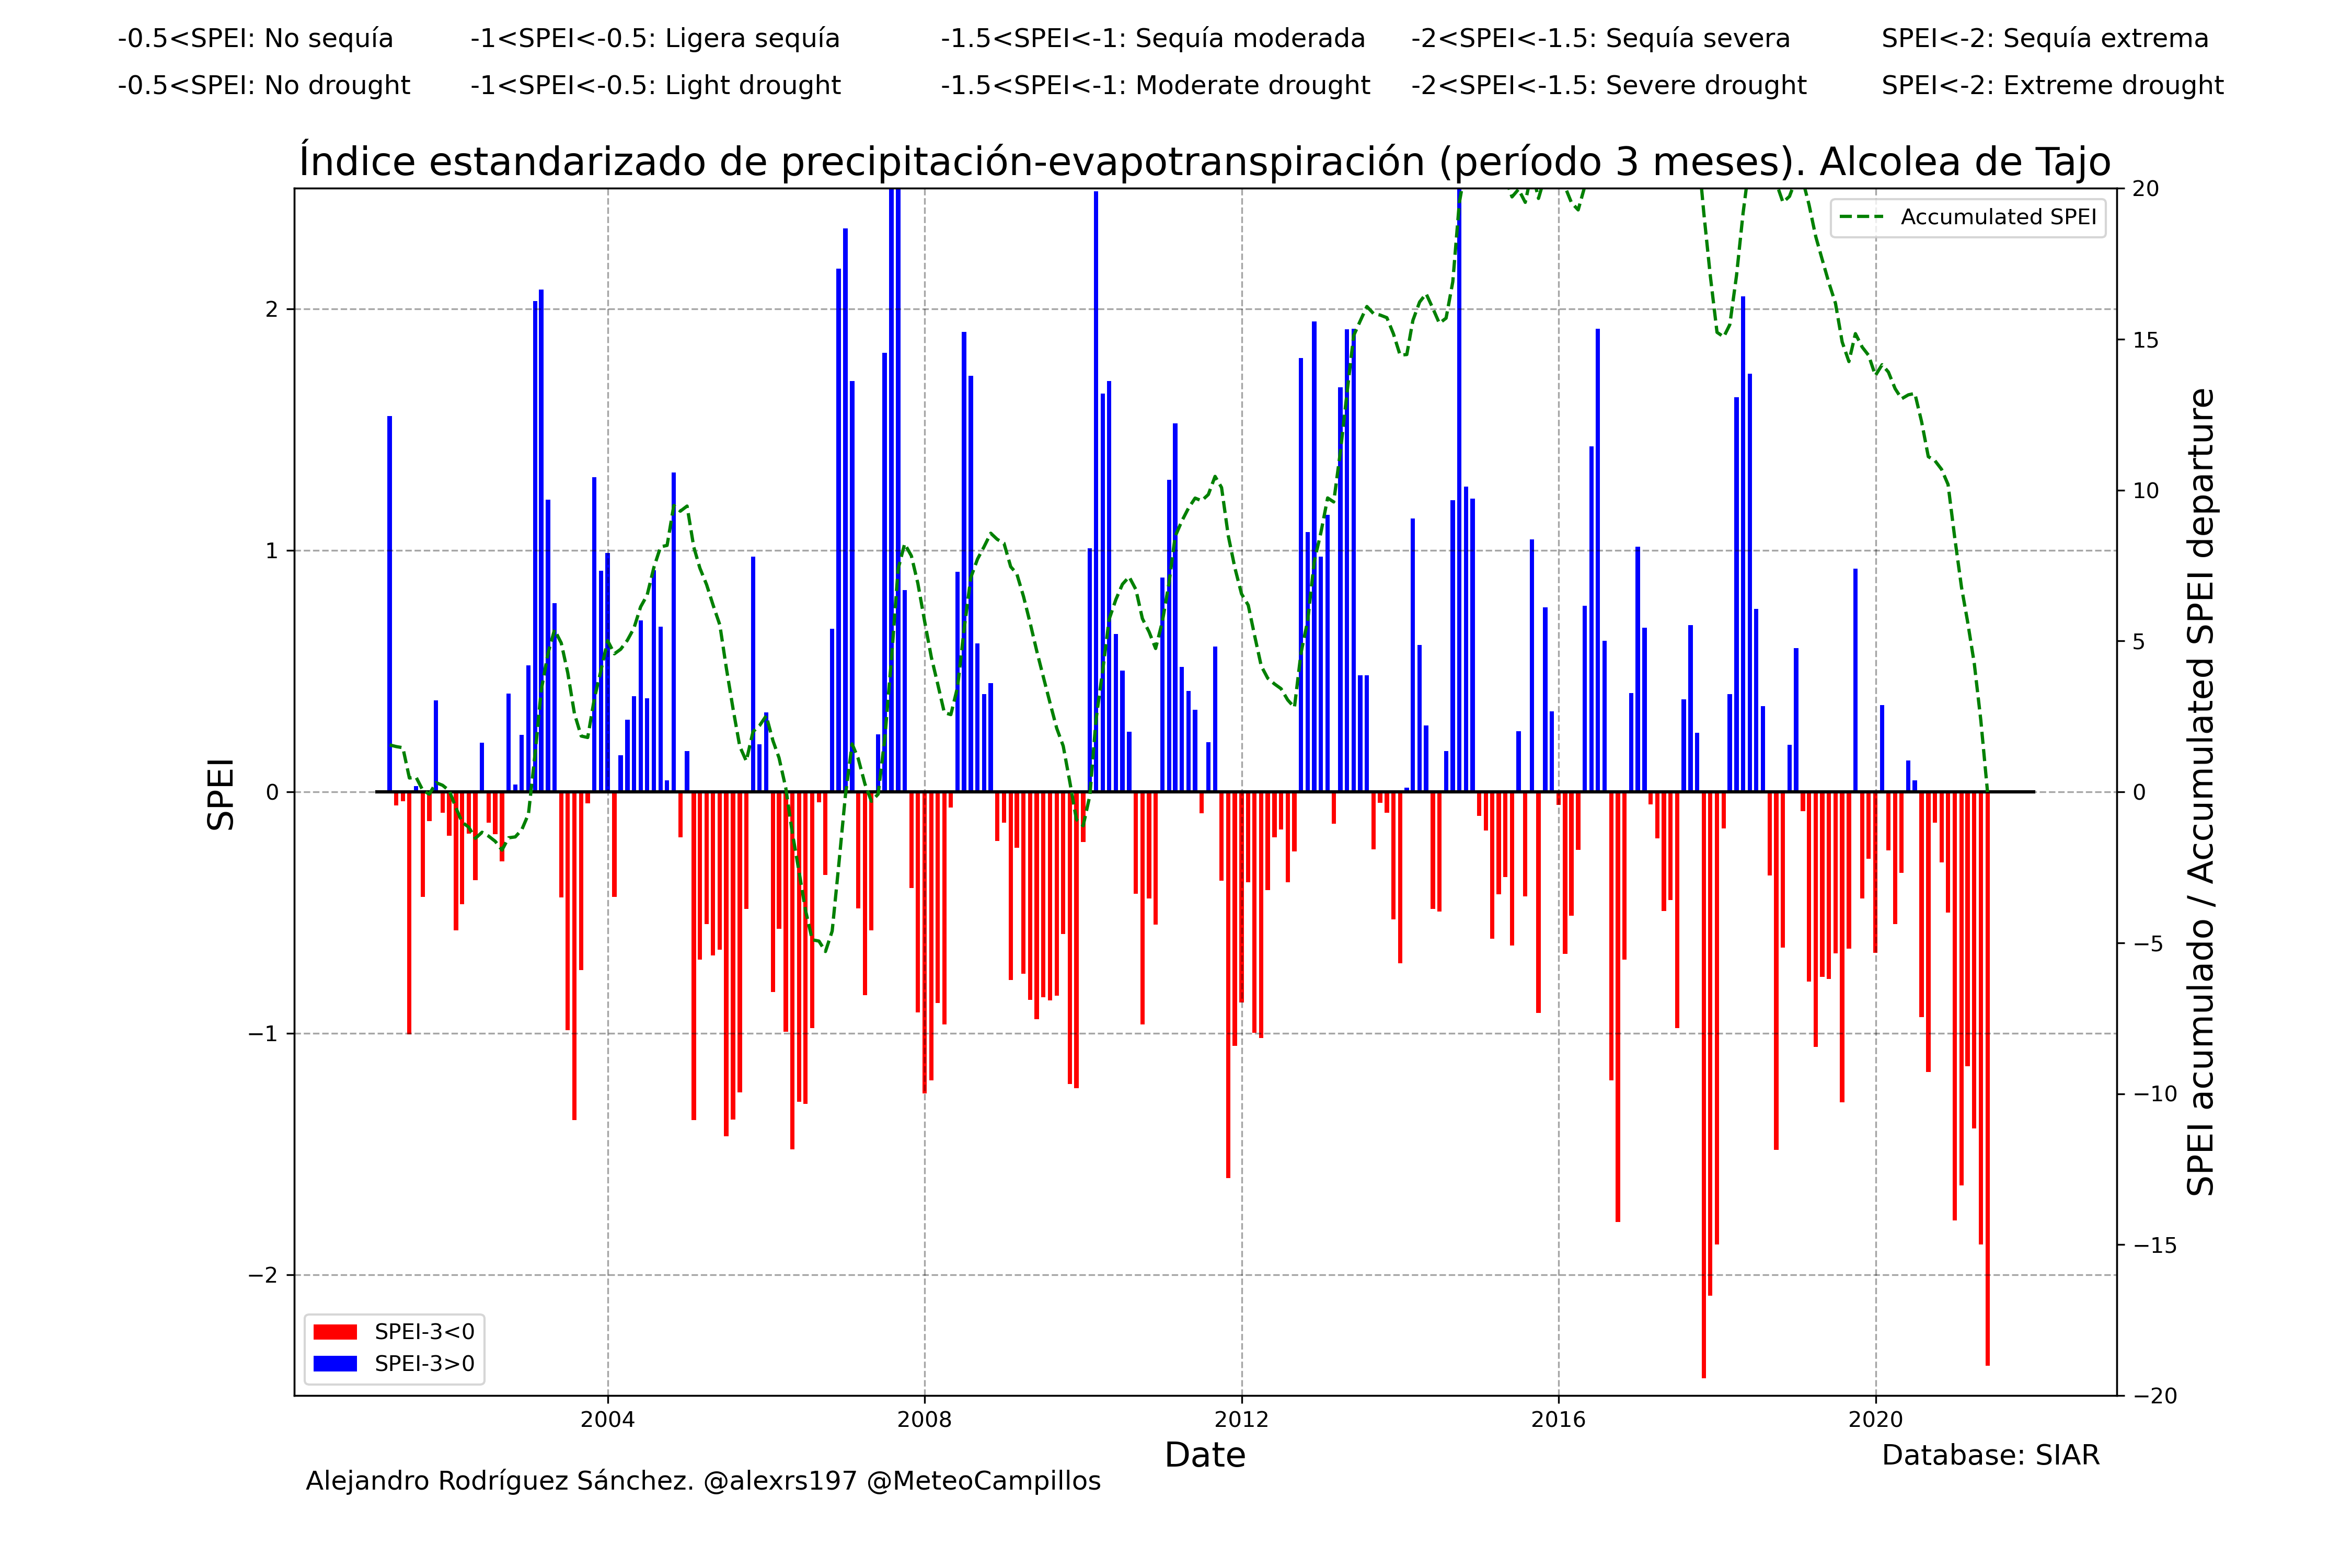 -0.5<SPEI: No sequía -1<SPEI<-0.5: Ligera sequía -1.5<SPEI<-1: Sequía moderada -2<SPEI<-1.5: Sequía severa SPEI<-2: Sequía extrema
-0.5<SPEI: No drought -1<SPEI<-0.5: Light drought -1.5<SPEI<-1: Moderate drought -2<SPEI<-1.5: Severe drought SPEI<-2: Extreme drought
Índice estandarizado de precipitación-evapotranspiración (período 3 meses). Alcolea de Tajo
Accumulated SPEI
SPEI
2
1
0
−1
−2
20
15
10
5
0
−5
−10
−15
−20
SPEI acumulado / Accumulated SPEI departure
SPEI-3<0
SPEI-3>0
2004 2008 2012 2016 2020
Date
Database: SIAR
Alejandro Rodríguez Sánchez. @alexrs197 @MeteoCampillos